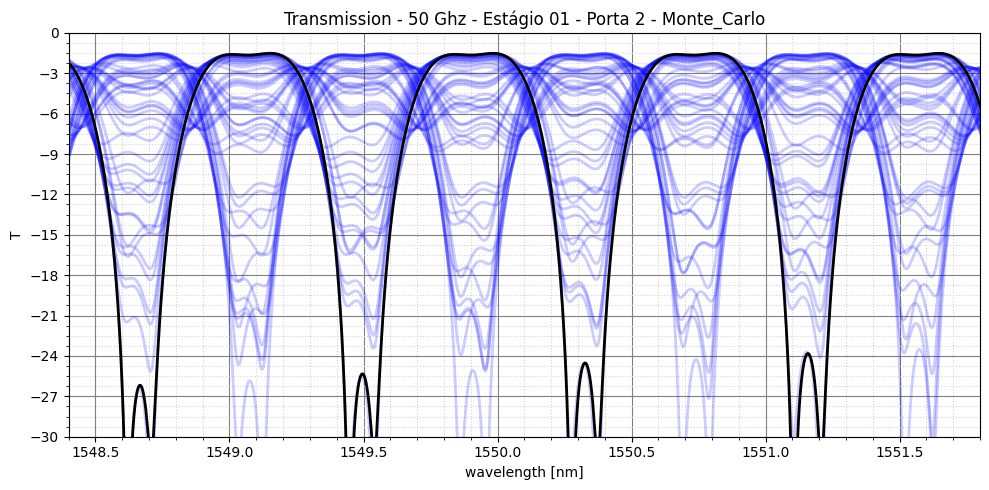 Transmission - 50 Ghz - Estágio 01 - Porta 2 - Monte_Carlo
0
−3
−6
−9
−12
−15
−18
−21
−24
−27
−30
T
1548.5 1549.0 1549.5 1550.0 1550.5 1551.0 1551.5
wavelength [nm]